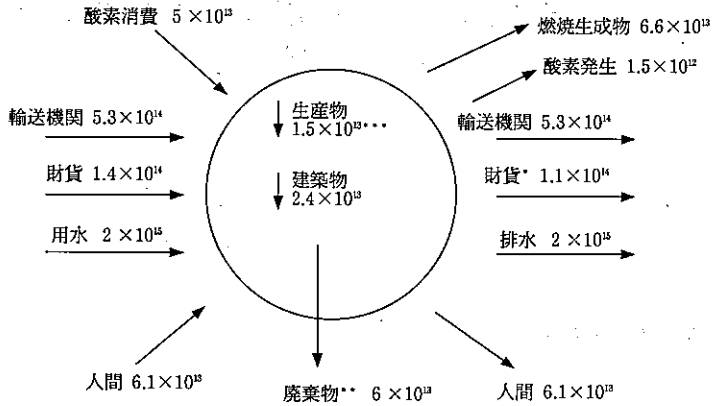 酸素消費 5×10¹³
燃焼生成物 6.6×10¹³
酸素発生 1.5×10¹²
輸送機関 5.3×10¹⁴
生産物
1.5×10¹³•••
輸送機関 5.3×10¹⁴
財貨 1.4×10¹⁴
建築物
2.4×10¹³
財貨• 1.1×10¹⁴
用水 2×10¹⁵
排水 2×10¹⁵
人間 6.1×10¹³
廃棄物•• 6×10¹³
人間 6.1×10¹³